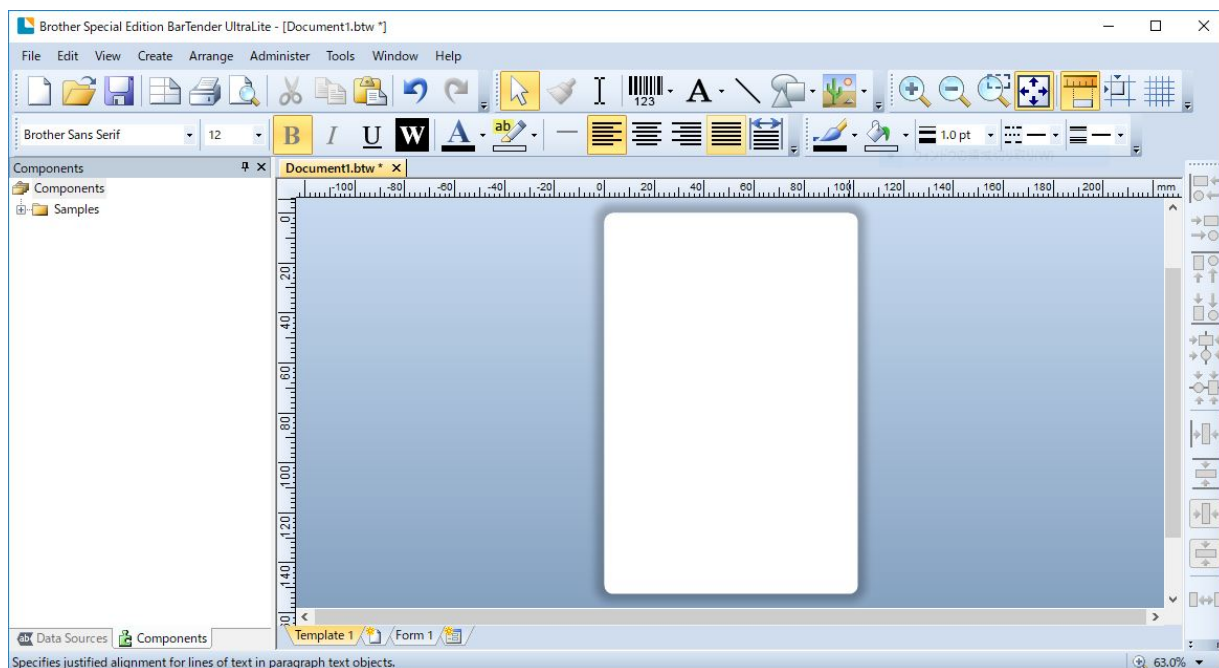 Brother Special Edition BarTender UltraLite - [Document1.btw *]
File Edit View Create Arrange Administer Tools Window Help
123 A
Brother Sans Serif 12 B I U W A ab 1.0 pt
Components
Document1.btw *
Components
Samples
-100 -80 -60 -40 -20 0 20 40 60 80 100 120 140 160 180 200 mm
0
20
40
60
80
100
120
140
Data Sources Components
Template 1 Form 1
Specifies justified alignment for lines of text in paragraph text objects. 63.0%